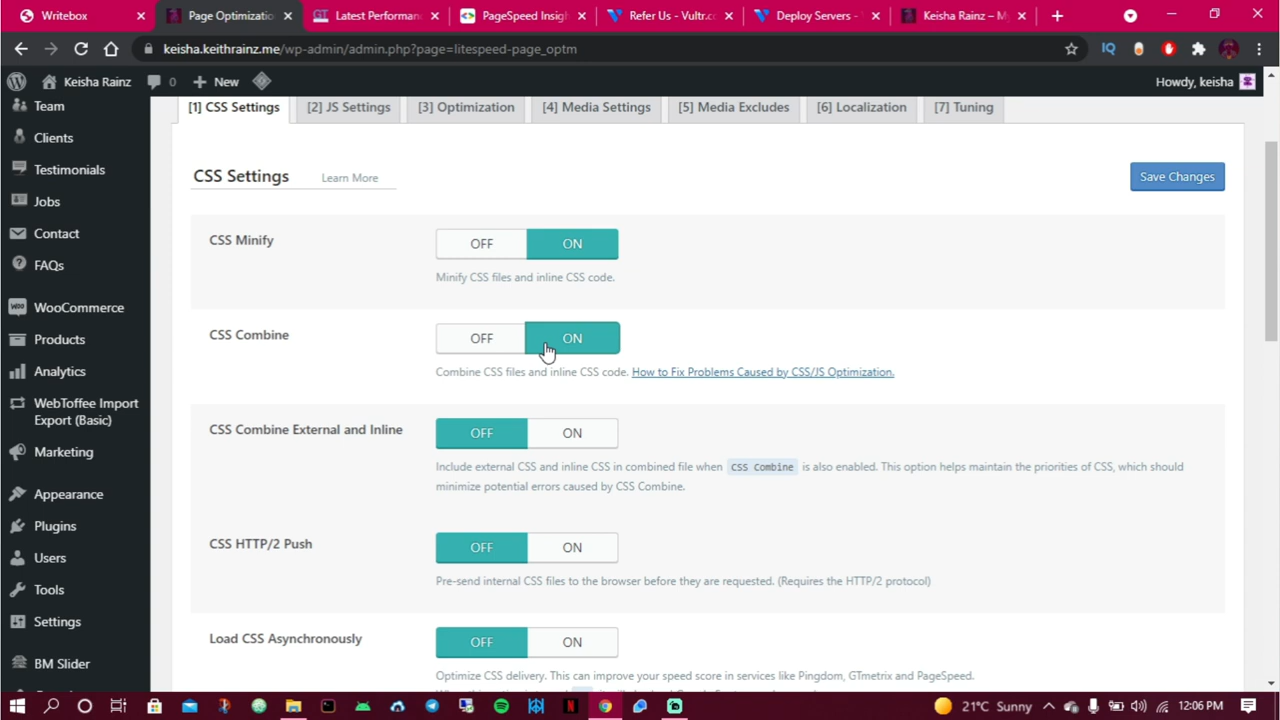 Writebox
Page Optimizatio
GT Latest Performan
PageSpeed Insigh
Refer Us - Vultr.co
Deploy Servers -
Keisha Rainz – M
keisha.keithrainz.me/wp-admin/admin.php?page=litespeed-page_optm
IQ
Keisha Rainz 0 New
Howdy, keisha
Team
Clients
Testimonials
Jobs
Contact
FAQs
WooCommerce
Products
Analytics
WebToffee Import
Export (Basic)
Marketing
Appearance
Plugins
Users
Tools
Settings
BM Slider
[1] CSS Settings
[2] JS Settings
[3] Optimization
[4] Media Settings
[5] Media Excludes
[6] Localization
[7] Tuning
CSS Settings Learn More
Save Changes
CSS Minify
OFF ON
Minify CSS files and inline CSS code.
CSS Combine
OFF ON
Combine CSS files and inline CSS code. How to Fix Problems Caused by CSS/JS Optimization.
CSS Combine External and Inline
OFF ON
Include external CSS and inline CSS in combined file when CSS Combine is also enabled. This option helps maintain the priorities of CSS, which should
minimize potential errors caused by CSS Combine.
CSS HTTP/2 Push
OFF ON
Pre-send internal CSS files to the browser before they are requested. (Requires the HTTP/2 protocol)
Load CSS Asynchronously
OFF ON
Optimize CSS delivery. This can improve your speed score in services like Pingdom, GTmetrix and PageSpeed.
21°C Sunny
12:06 PM